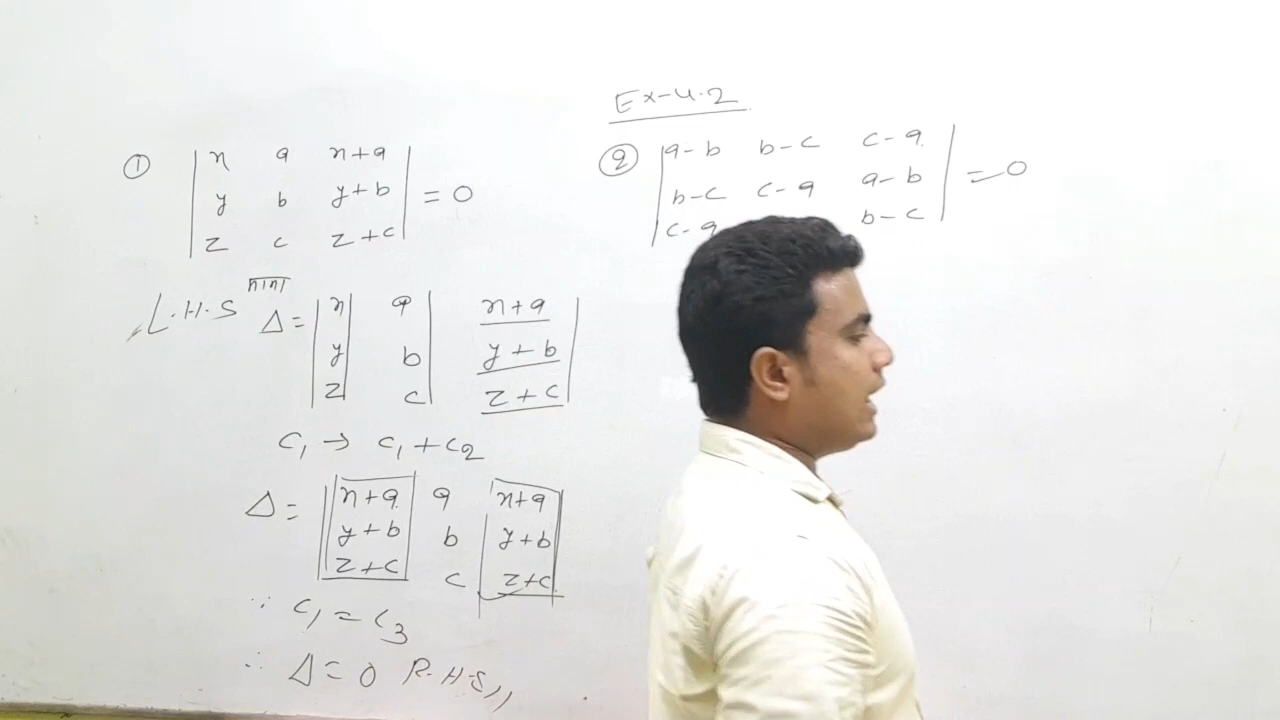 Ex-4.2
① | x a x+a |
| y b y+b | = 0
| z c z+c |
L.H.S Δ = | x a x+a |
| y b y+b |
| z c z+c |
C₁ → C₁ + C₂
Δ = | x+a a x+a |
| y+b b y+b |
| z+c c z+c |
∵ C₁ = C₃
∴ Δ = 0 R.H.S,,
② | a-b b-c c-a |
| b-c c-a a-b | = 0
| c-a b-c |